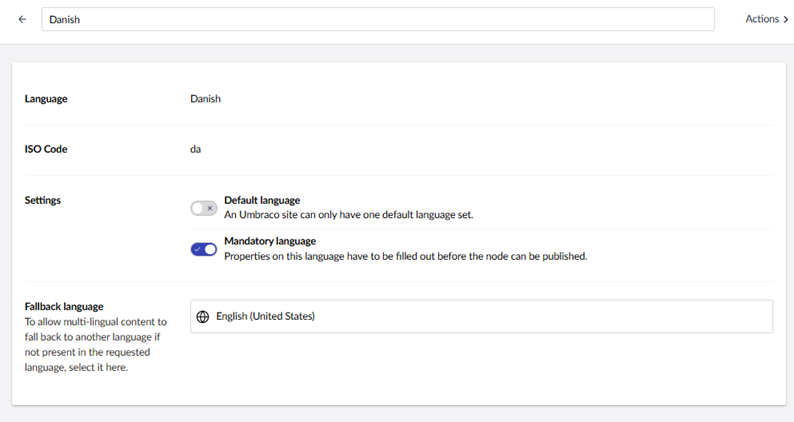 Danish
Actions
Language
Danish
ISO Code
da
Settings
Default language
An Umbraco site can only have one default language set.
Mandatory language
Properties on this language have to be filled out before the node can be published.
Fallback language
To allow multi-lingual content to
fall back to another language if
not present in the requested
language, select it here.
English (United States)